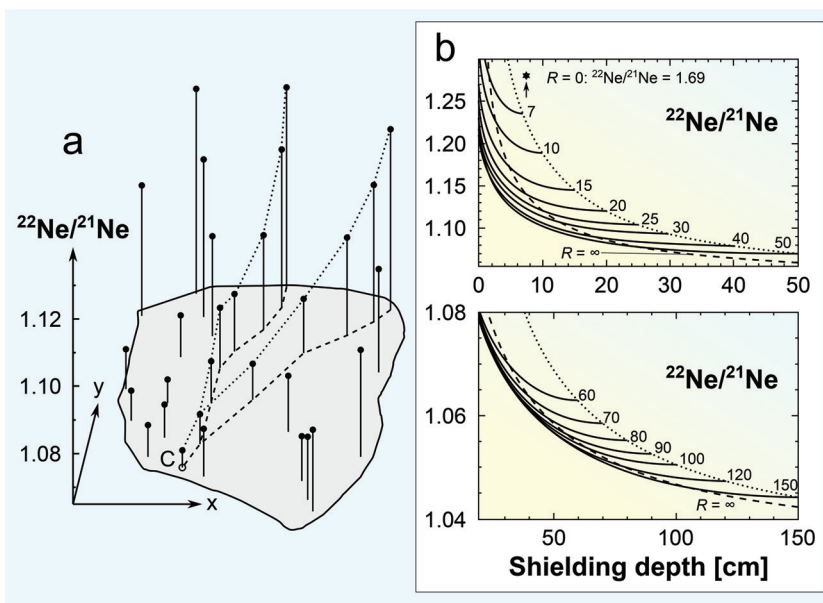 a
²²Ne/²¹Ne
1.12
1.10
1.08
y
x
C
b
R = 0: ²²Ne/²¹Ne = 1.69
²²Ne/²¹Ne
1.25
1.20
1.15
1.10
7
10
15
20
25
30
40
50
R = ∞
0
10
20
30
40
50
1.08
1.06
1.04
²²Ne/²¹Ne
60
70
80
90
100
120
150
R = ∞
50
100
150
Shielding depth [cm]